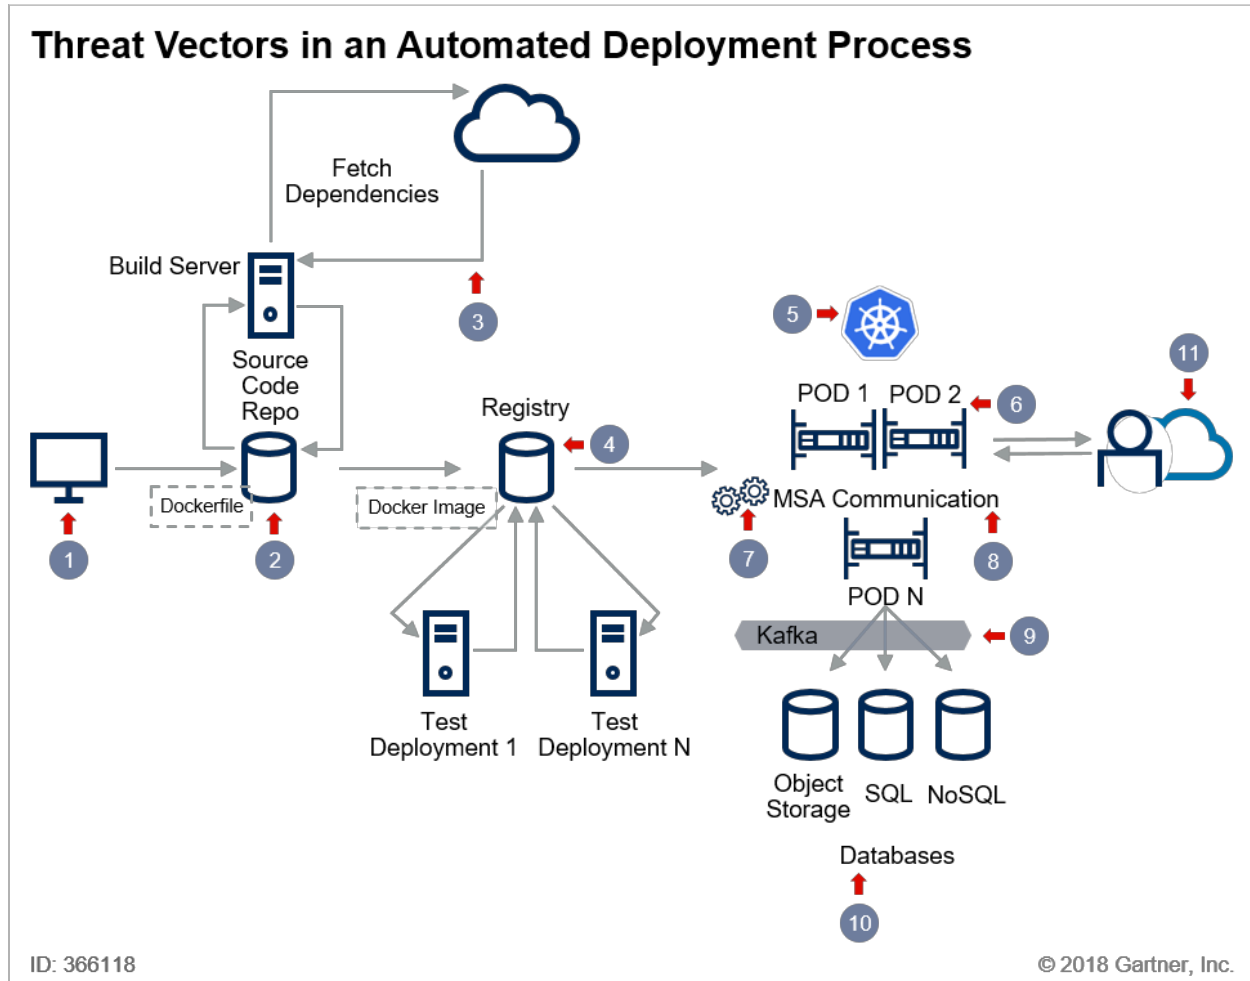 Threat Vectors in an Automated Deployment Process
Fetch
Dependencies
Build Server
3
5
Source
Code
Repo
11
POD 1
POD 2
6
Registry
4
Dockerfile
Docker Image
MSA Communication
1
2
7
8
POD N
Kafka
9
Test
Deployment 1
Test
Deployment N
Object
Storage
SQL
NoSQL
Databases
10
ID: 366118
© 2018 Gartner, Inc.